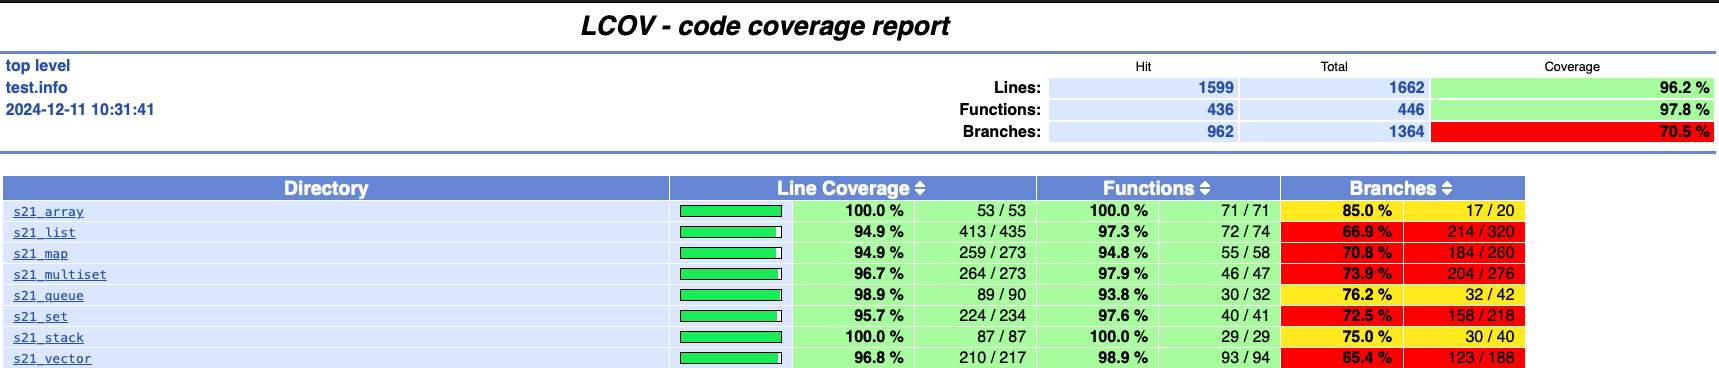 LCOV - code coverage report
top level Hit Total Coverage
test.info Lines: 1599 1662 96.2 %
2024-12-11 10:31:41 Functions: 436 446 97.8 %
Branches: 962 1364 70.5 %
Directory Line Coverage Functions Branches
s21_array 100.0 % 53 / 53 100.0 % 71 / 71 85.0 % 17 / 20
s21_list 94.9 % 413 / 435 97.3 % 72 / 74 66.9 % 214 / 320
s21_map 94.9 % 259 / 273 94.8 % 55 / 58 70.8 % 184 / 260
s21_multiset 96.7 % 264 / 273 97.9 % 46 / 47 73.9 % 204 / 276
s21_queue 98.9 % 89 / 90 93.8 % 30 / 32 76.2 % 32 / 42
s21_set 95.7 % 224 / 234 97.6 % 40 / 41 72.5 % 158 / 218
s21_stack 100.0 % 87 / 87 100.0 % 29 / 29 75.0 % 30 / 40
s21_vector 96.8 % 210 / 217 98.9 % 93 / 94 65.4 % 123 / 188